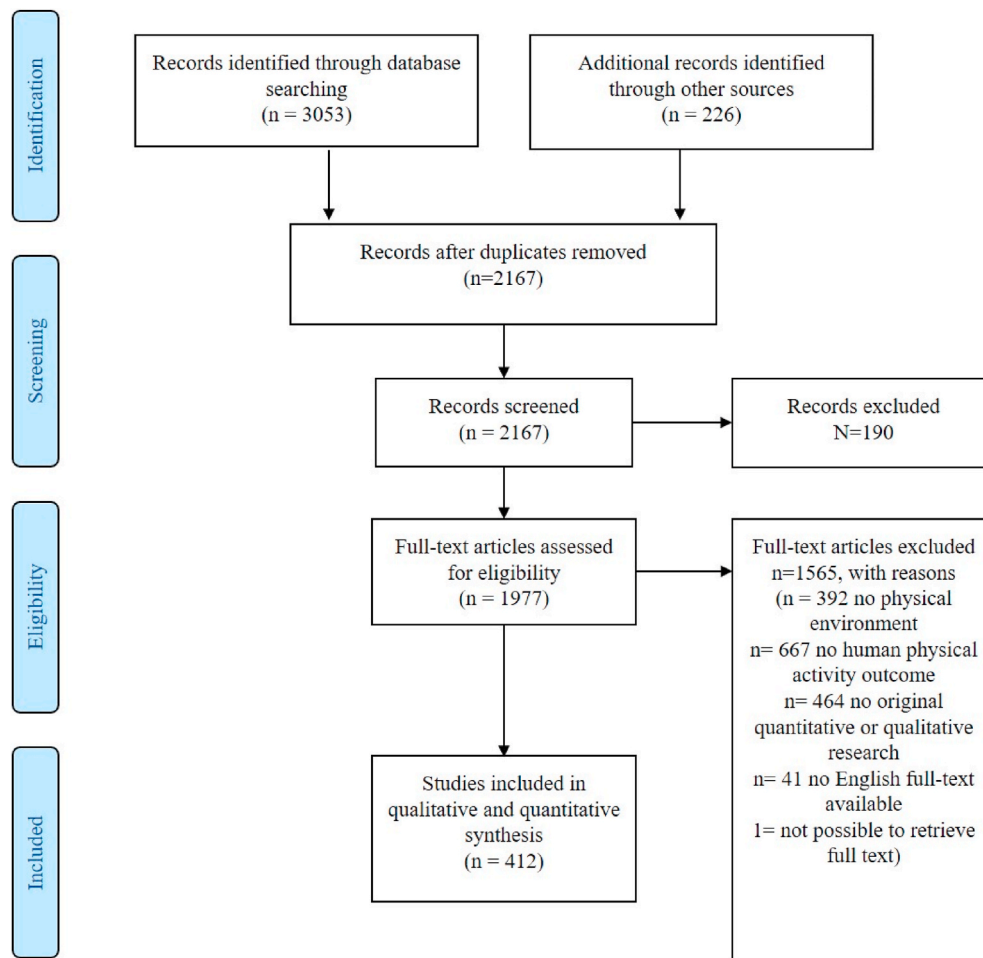 Identification
Records identified through database
searching
(n = 3053)
Additional records identified
through other sources
(n = 226)
Records after duplicates removed
(n=2167)
Screening
Records screened
(n = 2167)
Records excluded
N=190
Eligibility
Full-text articles assessed
for eligibility
(n = 1977)
Full-text articles excluded
n=1565, with reasons
(n = 392 no physical
environment
n= 667 no human physical
activity outcome
n= 464 no original
quantitative or qualitative
research
n= 41 no English full-text
available
1= not possible to retrieve
full text)
Included
Studies included in
qualitative and quantitative
synthesis
(n = 412)